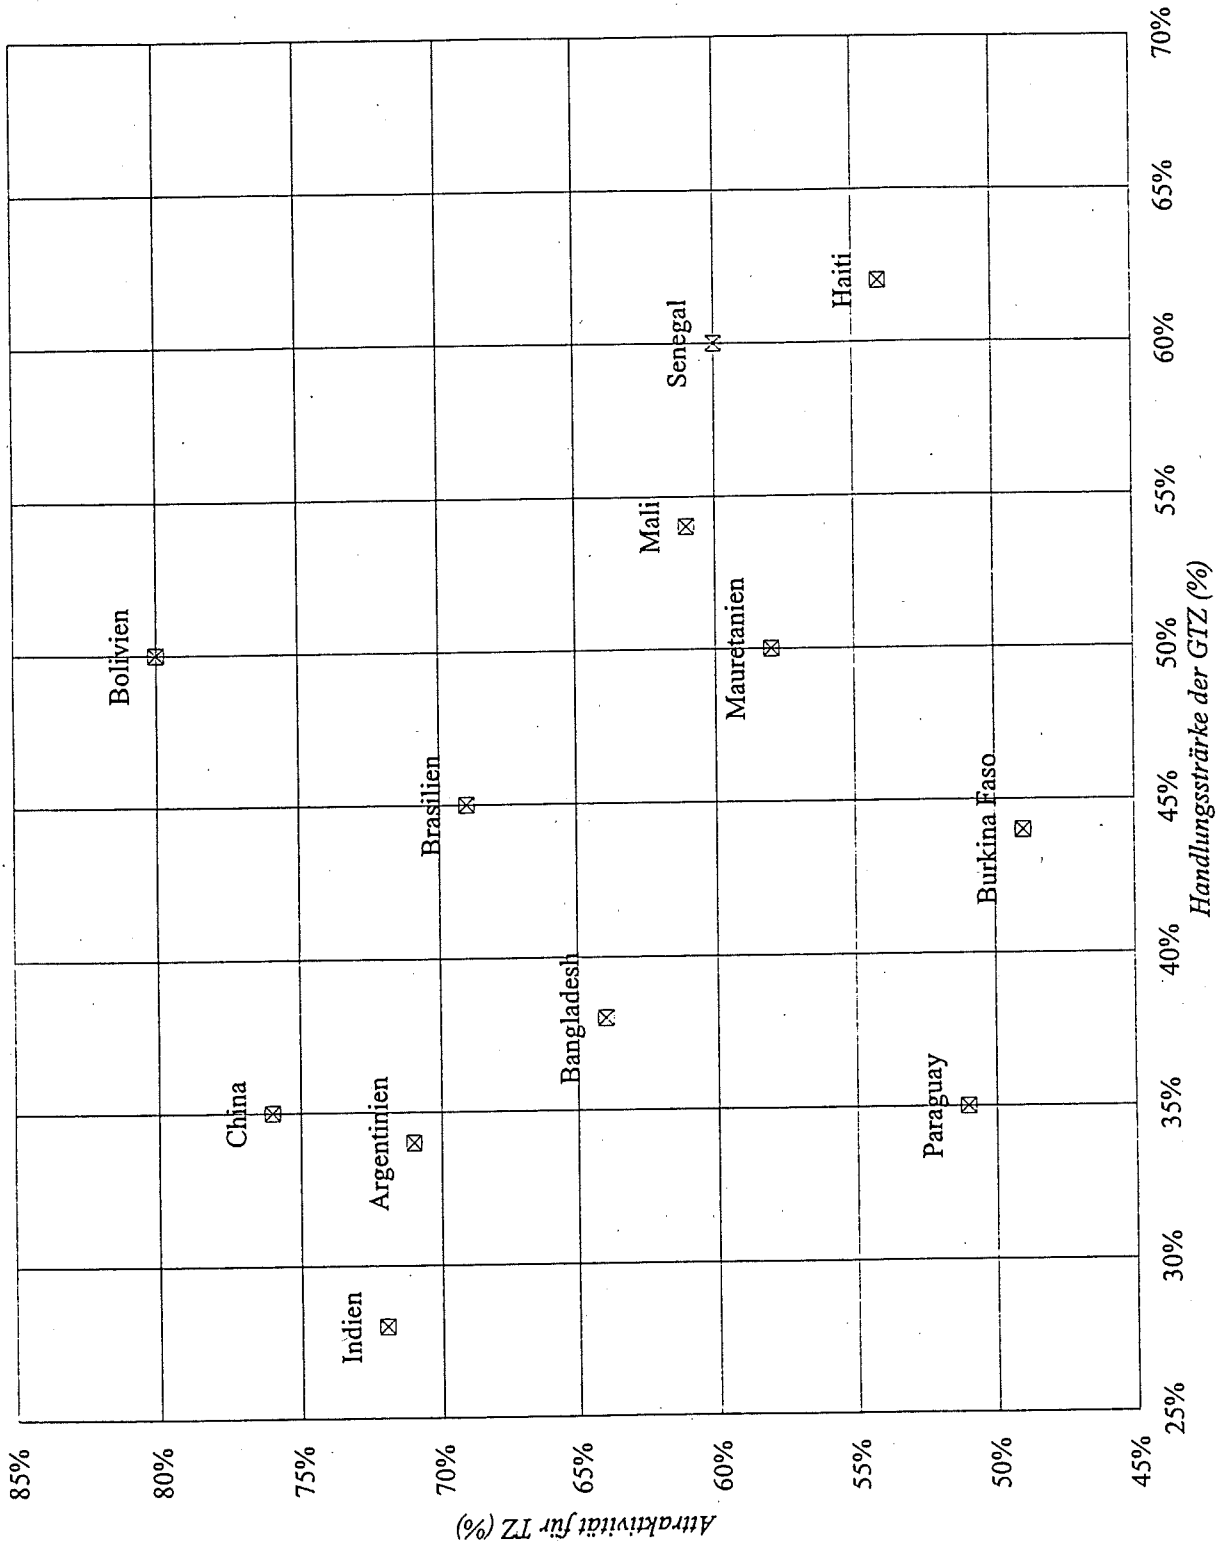 85%
80%
75%
70%
65%
60%
55%
50%
45%
Attraktivität für TZ (%)
Bolivien
China
Indien
Argentinien
Brasilien
Bangladesh
Mali
Senegal
Mauretanien
Haiti
Paraguay
Burkina Faso
25%
30%
35%
40%
45%
50%
55%
60%
65%
70%
Handlungssträrke der GTZ (%)